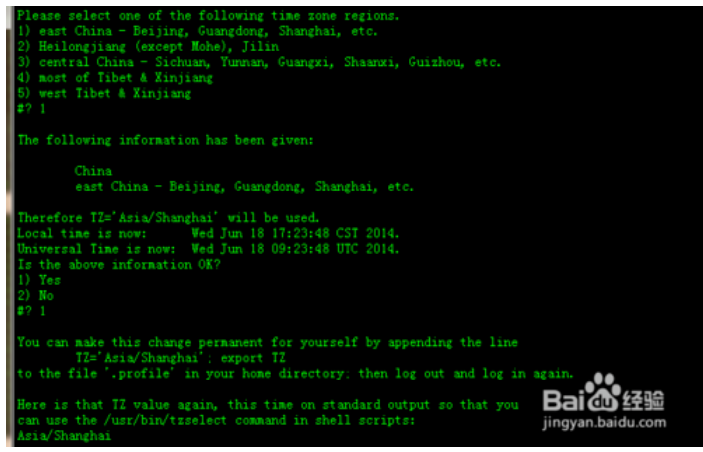 Please select one of the following time zone regions.
1) east China - Beijing, Guangdong, Shanghai, etc.
2) Heilongjiang (except Mohe), Jilin
3) central China - Sichuan, Yunnan, Guangxi, Shaanxi, Guizhou, etc.
4) most of Tibet & Xinjiang
5) west Tibet & Xinjiang
#? 1
The following information has been given:
China
east China - Beijing, Guangdong, Shanghai, etc.
Therefore TZ='Asia/Shanghai' will be used.
Local time is now: Wed Jun 18 17:23:48 CST 2014.
Universal Time is now: Wed Jun 18 09:23:48 UTC 2014.
Is the above information OK?
1) Yes
2) No
#? 1
You can make this change permanent for yourself by appending the line
TZ='Asia/Shanghai'; export TZ
to the file '.profile' in your home directory; then log out and log in again.
Here is that TZ value again, this time on standard output so that you
can use the /usr/bin/tzselect command in shell scripts:
Asia/Shanghai
Bai du 经验
jingyan.baidu.com